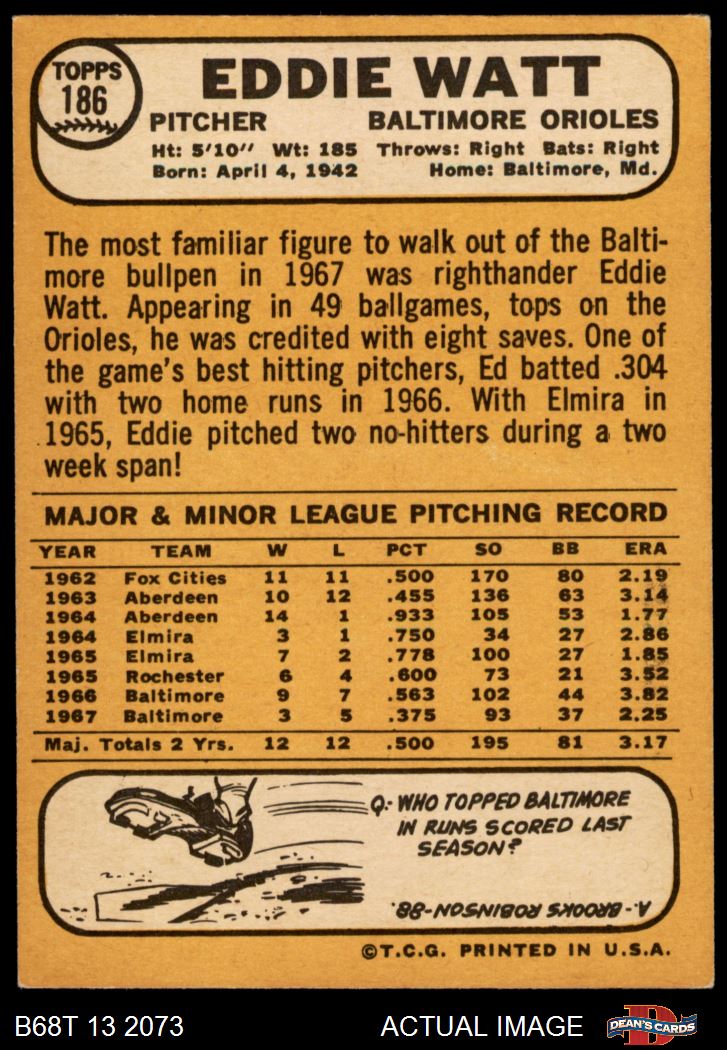 TOPPS
186
EDDIE WATT
PITCHER BALTIMORE ORIOLES
Ht: 5'10" Wt: 185 Throws: Right Bats: Right
Born: April 4, 1942 Home: Baltimore, Md.
The most familiar figure to walk out of the Balti-
more bullpen in 1967 was righthander Eddie
Watt. Appearing in 49 ballgames, tops on the
Orioles, he was credited with eight saves. One of
the game's best hitting pitchers, Ed batted .304
with two home runs in 1966. With Elmira in
1965, Eddie pitched two no-hitters during a two
week span!
MAJOR & MINOR LEAGUE PITCHING RECORD
YEAR TEAM W L PCT SO BB ERA
1962 Fox Cities 11 11 .500 170 80 2.19
1963 Aberdeen 10 12 .455 136 63 3.14
1964 Aberdeen 14 1 .933 105 53 1.77
1964 Elmira 3 1 .750 34 27 2.86
1965 Elmira 7 2 .778 100 27 1.85
1965 Rochester 6 4 .600 73 21 3.52
1966 Baltimore 9 7 .563 102 44 3.82
1967 Baltimore 3 5 .375 93 37 2.25
Maj. Totals 2 Yrs. 12 12 .500 195 81 3.17
Q:- WHO TOPPED BALTIMORE
IN RUNS SCORED LAST
SEASON?
A.- BROOKS ROBINSON-88.
©T.C.G. PRINTED IN U.S.A.
B68T 13 2073 ACTUAL IMAGE DEAN'S CARDS